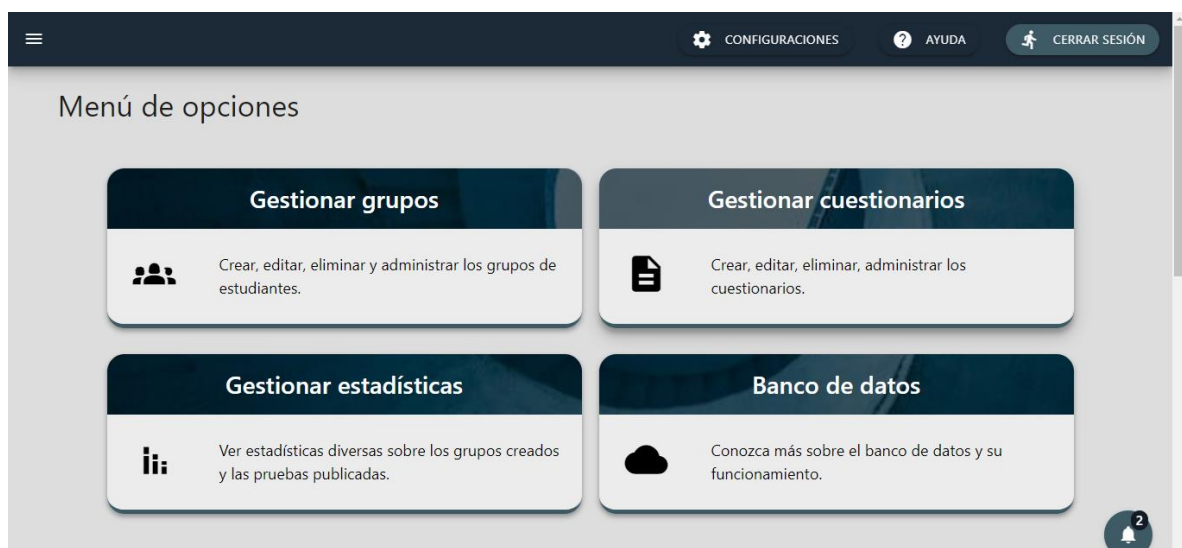 CONFIGURACIONES
AYUDA
CERRAR SESIÓN
Menú de opciones
Gestionar grupos
Crear, editar, eliminar y administrar los grupos de
estudiantes.
Gestionar cuestionarios
Crear, editar, eliminar, administrar los
cuestionarios.
Gestionar estadísticas
Ver estadísticas diversas sobre los grupos creados
y las pruebas publicadas.
Banco de datos
Conozca más sobre el banco de datos y su
funcionamiento.
2